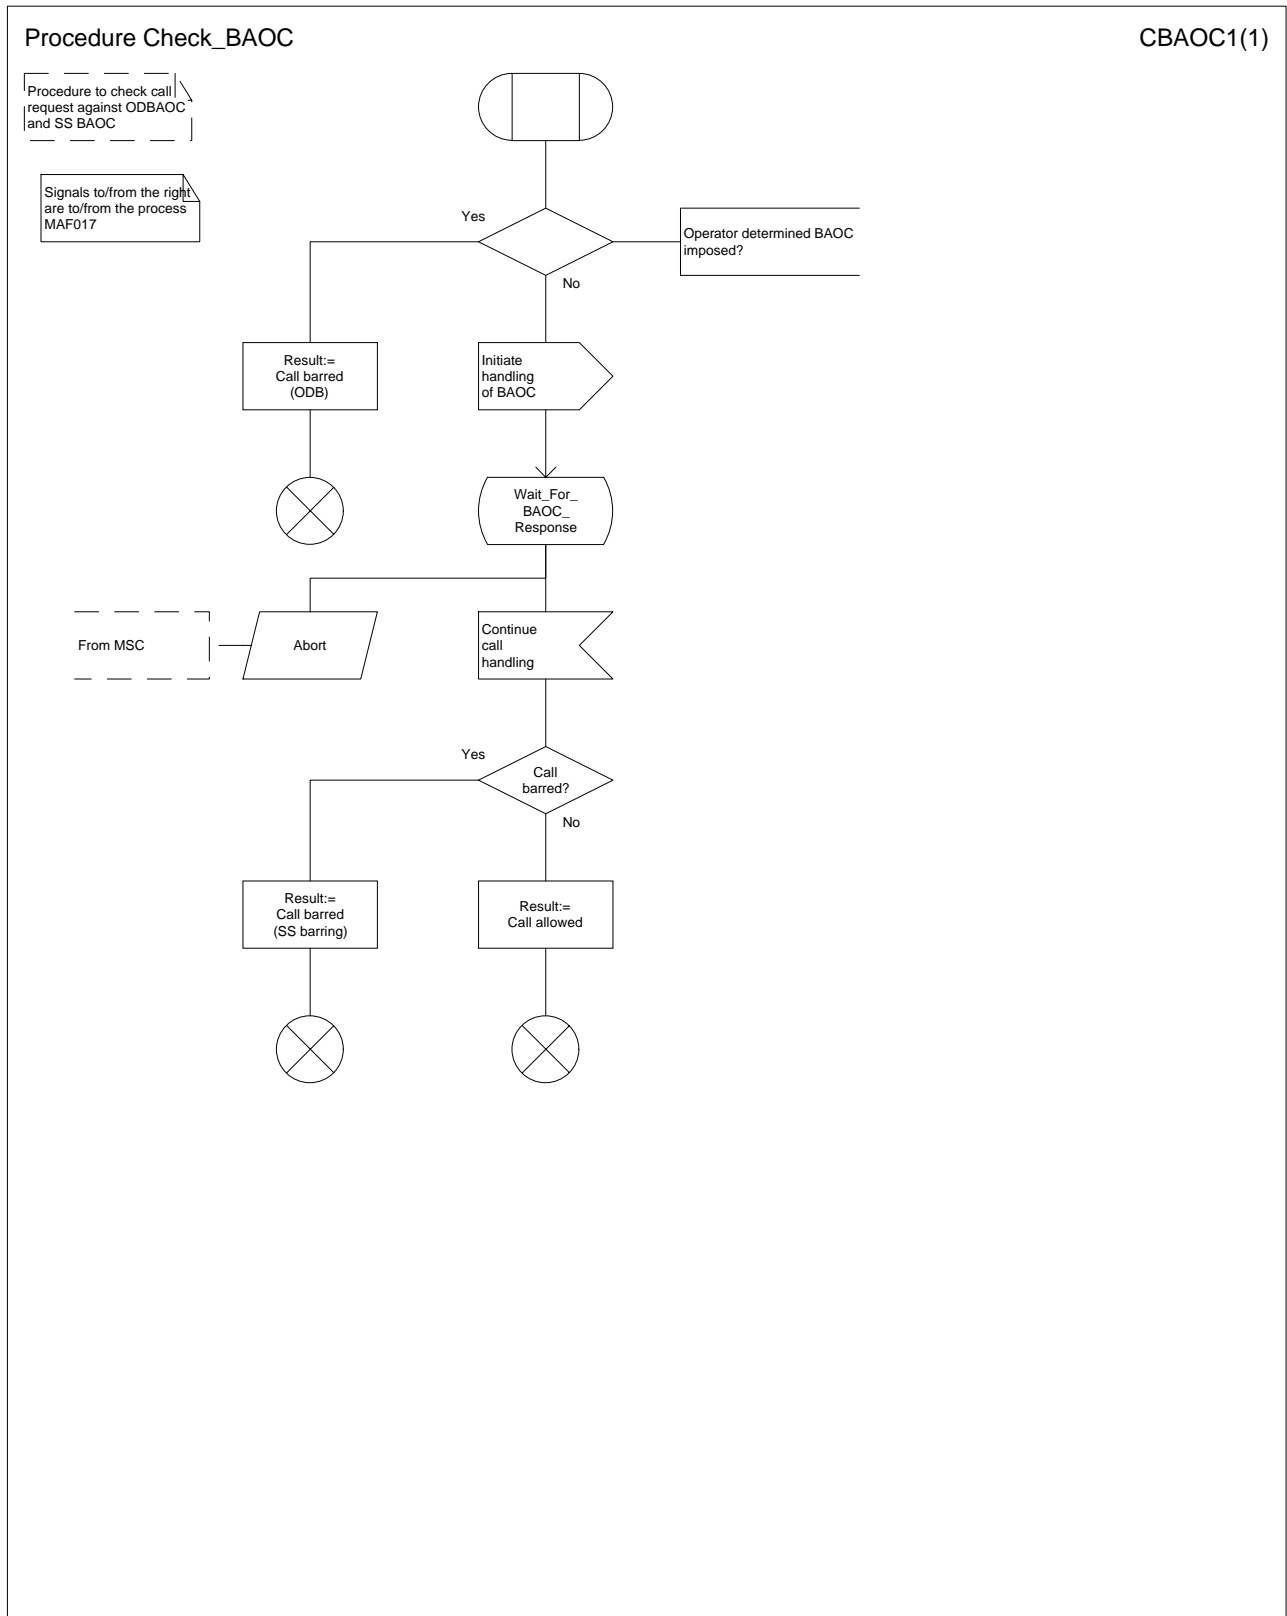 Procedure Check_BAOC
CBAOC1(1)
Procedure to check call
request against ODBAOC
and SS BAOC
Signals to/from the right
are to/from the process
MAF017
Yes
Operator determined BAOC
imposed?
No
Result:=
Call barred
(ODB)
Initiate
handling
of BAOC
Wait_For_
BAOC_
Response
From MSC
Abort
Continue
call
handling
Yes
Call
barred?
No
Result:=
Call barred
(SS barring)
Result:=
Call allowed